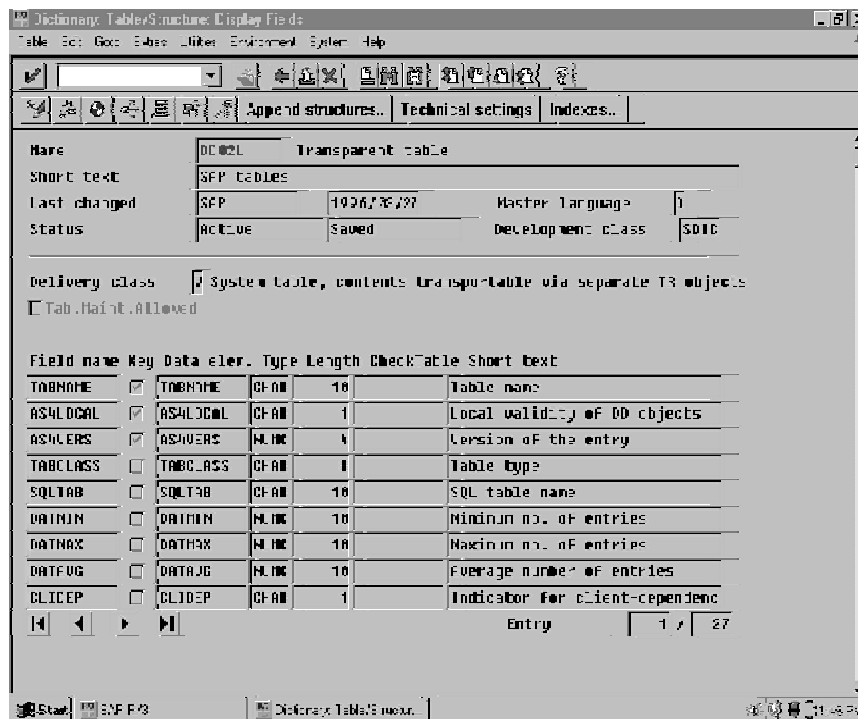 Dictionary: Table/Structure: Display Fields
Table Edit Goto Extras Utilities Environment System Help
Append structures.. Technical settings Indexes...
Name DD02L Transparent table
Short text SAP tables
Last changed SAP Master language
Status Active Saved Development class
Delivery class System table, contents transportable via separate TR objects
Tab.Maint.Allowed
Field name Key Data elem. Type Length CheckTable Short text
TABNAME TABNAME CHAR 10 Table name
AS4LOCAL AS4LOCAL CHAR 1 Local validity of DD objects
AS4VERS AS4VERS NUMC 4 Version of the entry
TABCLASS TABCLASS CHAR 8 Table type
SQLTAB SQLTAB CHAR 10 SQL table name
DATMIN DATMIN NUMC 10 Minimum no. of entries
DATMAX DATMAX NUMC 10 Maximum no. of entries
DATAVG DATAVG NUMC 10 Average number of entries
CLIDEP CLIDEP CHAR 1 Indicator for client-dependenc
Entry 1 / 27
Start SAP R/3 Dictionary: Table/Structur...